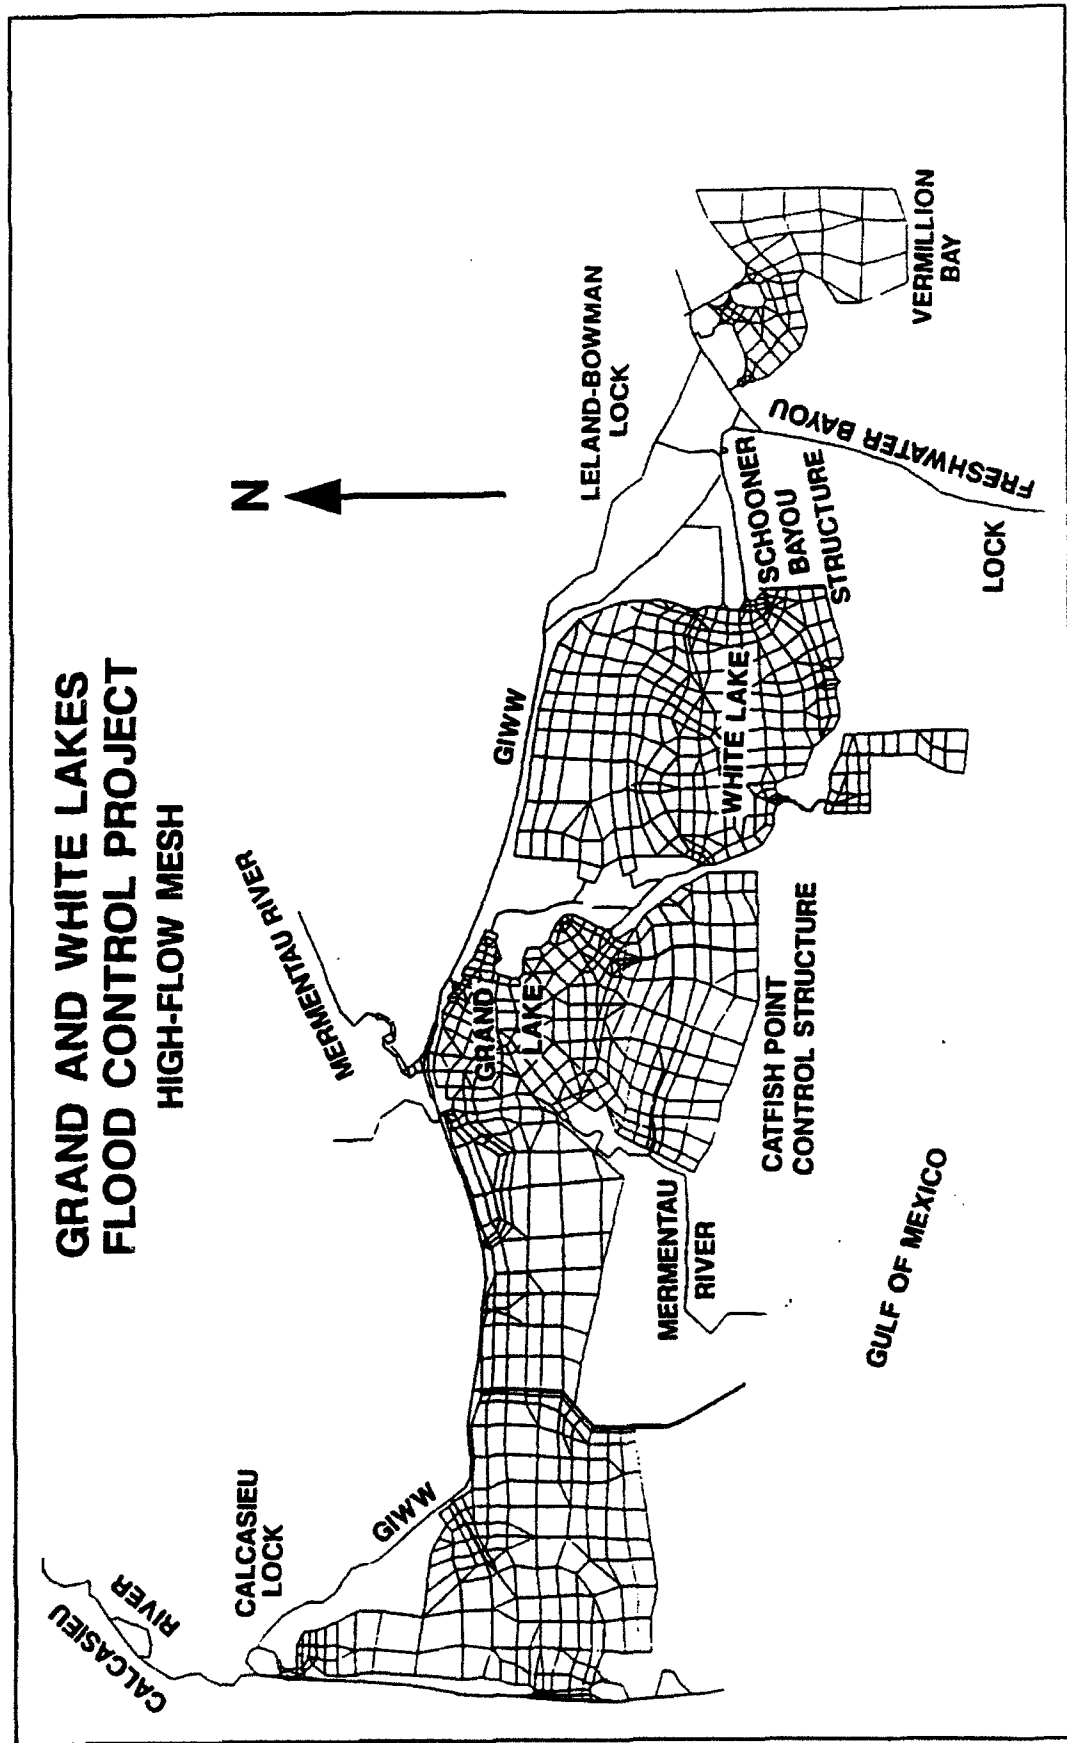 GRAND AND WHITE LAKES
FLOOD CONTROL PROJECT
HIGH-FLOW MESH
N
CALCASIEU
RIVER
CALCASIEU
LOCK
GIWW
MERMENTAU RIVER
GIWW
LELAND-BOWMAN
LOCK
GRAND
LAKE
WHITE LAKE
SCHOONER
BAYOU
STRUCTURE
FRESHWATER BAYOU
LOCK
VERMILLION
BAY
MERMENTAU
RIVER
CATFISH POINT
CONTROL STRUCTURE
GULF OF MEXICO